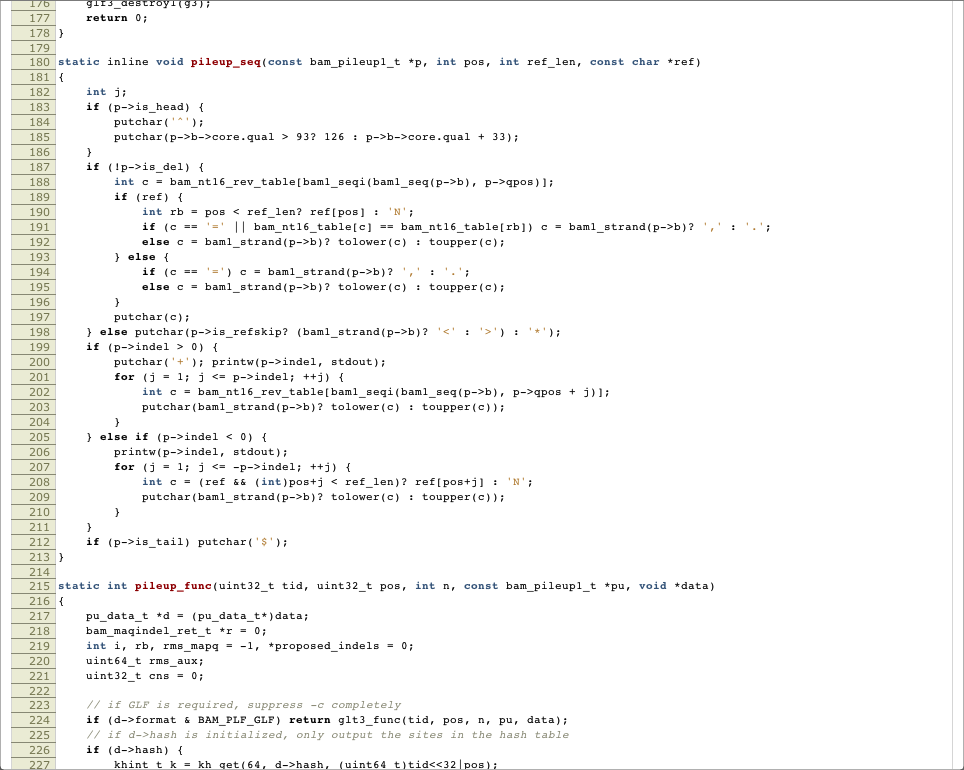 176 glf3_destroy1(g3);
177 return 0;
178 }
179
180 static inline void pileup_seq(const bam_pileup1_t *p, int pos, int ref_len, const char *ref)
181 {
182 int j;
183 if (p->is_head) {
184 putchar('^');
185 putchar(p->b->core.qual > 93? 126 : p->b->core.qual + 33);
186 }
187 if (!p->is_del) {
188 int c = bam_nt16_rev_table[bam1_seqi(bam1_seq(p->b), p->qpos)];
189 if (ref) {
190 int rb = pos < ref_len? ref[pos] : 'N';
191 if (c == '=' || bam_nt16_table[c] == bam_nt16_table[rb]) c = bam1_strand(p->b)? ',' : '.';
192 else c = bam1_strand(p->b)? tolower(c) : toupper(c);
193 } else {
194 if (c == '=') c = bam1_strand(p->b)? ',' : '.';
195 else c = bam1_strand(p->b)? tolower(c) : toupper(c);
196 }
197 putchar(c);
198 } else putchar(p->is_refskip? (bam1_strand(p->b)? '<' : '>') : '*');
199 if (p->indel > 0) {
200 putchar('+'); printw(p->indel, stdout);
201 for (j = 1; j <= p->indel; ++j) {
202 int c = bam_nt16_rev_table[bam1_seqi(bam1_seq(p->b), p->qpos + j)];
203 putchar(bam1_strand(p->b)? tolower(c) : toupper(c));
204 }
205 } else if (p->indel < 0) {
206 printw(p->indel, stdout);
207 for (j = 1; j <= -p->indel; ++j) {
208 int c = (ref && (int)pos+j < ref_len)? ref[pos+j] : 'N';
209 putchar(bam1_strand(p->b)? tolower(c) : toupper(c));
210 }
211 }
212 if (p->is_tail) putchar('$');
213 }
214
215 static int pileup_func(uint32_t tid, uint32_t pos, int n, const bam_pileup1_t *pu, void *data)
216 {
217 pu_data_t *d = (pu_data_t*)data;
218 bam_maqindel_ret_t *r = 0;
219 int i, rb, rms_mapq = -1, *proposed_indels = 0;
220 uint64_t rms_aux;
221 uint32_t cns = 0;
222
223 // if GLF is required, suppress -c completely
224 if (d->format & BAM_PLF_GLF) return glt3_func(tid, pos, n, pu, data);
225 // if d->hash is initialized, only output the sites in the hash table
226 if (d->hash) {
227 khint_t k = kh_get(64, d->hash, (uint64_t)tid<<32|pos);